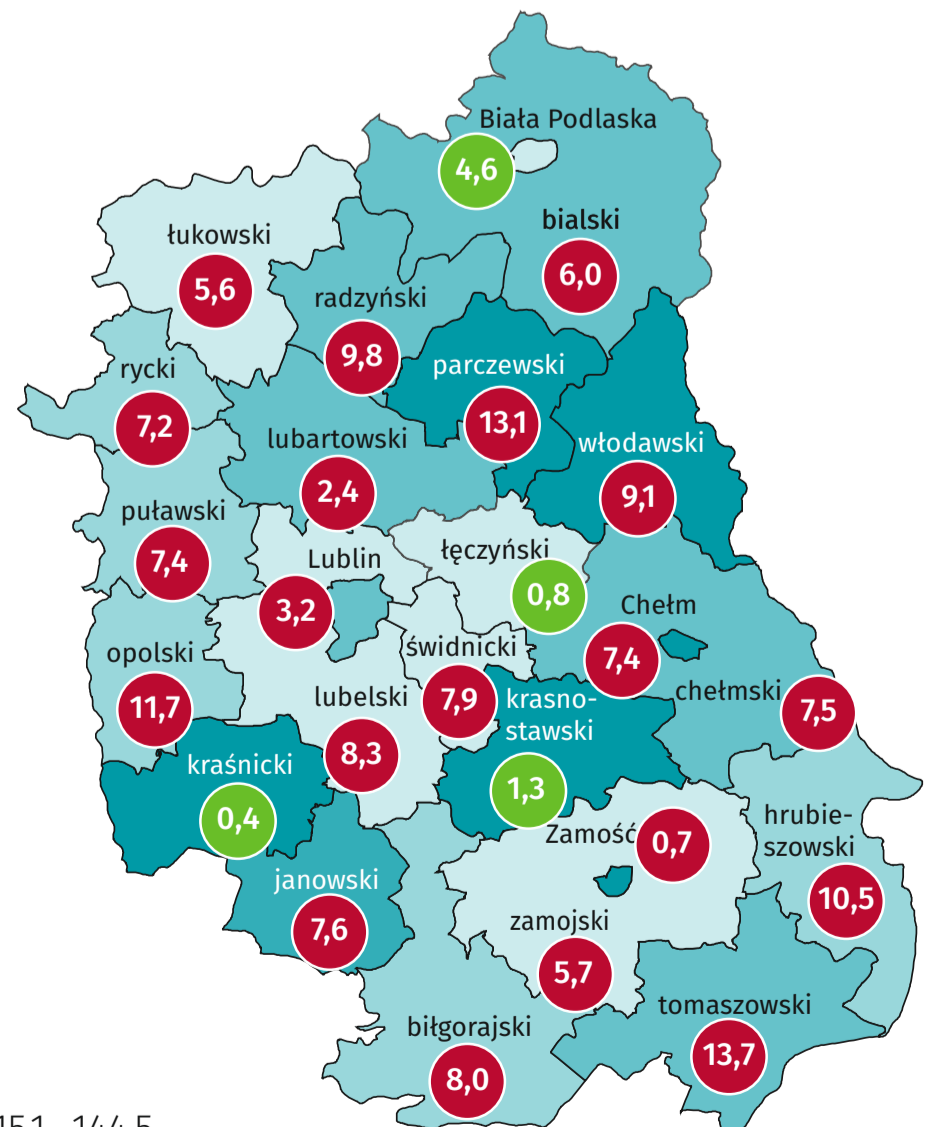 Biała Podlaska
4,6
bialski
6,0
łukowski
5,6
radzyński
9,8
rycki
7,2
parczewski
13,1
lubartowski
2,4
włodawski
9,1
puławski
7,4
Lublin
3,2
łęczyński
0,8
Chełm
7,4
opolski
11,7
świdnicki
7,9
lubelski
8,3
krasno-
stawski
1,3
chełmski
7,5
kraśnicki
0,4
Zamość
0,7
hrubie-
szowski
10,5
janowski
7,6
zamojski
5,7
tomaszowski
13,7
biłgorajski
8,0